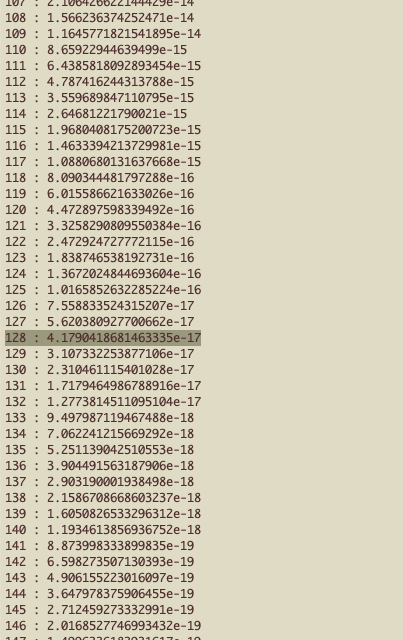 107 : 2.106426622144429e-14
108 : 1.566236374252471e-14
109 : 1.1645771821541895e-14
110 : 8.65922944639499e-15
111 : 6.4385818092893454e-15
112 : 4.787416244313788e-15
113 : 3.559689847110795e-15
114 : 2.64681221790021e-15
115 : 1.9680408175200723e-15
116 : 1.4633394213729981e-15
117 : 1.0880680131637668e-15
118 : 8.090344481797288e-16
119 : 6.015586621633026e-16
120 : 4.472897598339492e-16
121 : 3.3258290809550384e-16
122 : 2.472924727772115e-16
123 : 1.838746538192731e-16
124 : 1.3672024844693604e-16
125 : 1.0165852632285224e-16
126 : 7.558833524315207e-17
127 : 5.620380927700662e-17
128 : 4.1790418681463335e-17
129 : 3.107332253877106e-17
130 : 2.310461115401028e-17
131 : 1.7179464986788916e-17
132 : 1.2773814511095104e-17
133 : 9.497987119467488e-18
134 : 7.062241215669292e-18
135 : 5.251139042510553e-18
136 : 3.904491563187906e-18
137 : 2.903190001938498e-18
138 : 2.1586708668603237e-18
139 : 1.6050826533296312e-18
140 : 1.1934613856936752e-18
141 : 8.873998333899835e-19
142 : 6.598273507130393e-19
143 : 4.906155223016097e-19
144 : 3.647978375906455e-19
145 : 2.712459273332991e-19
146 : 2.0168527746993432e-19